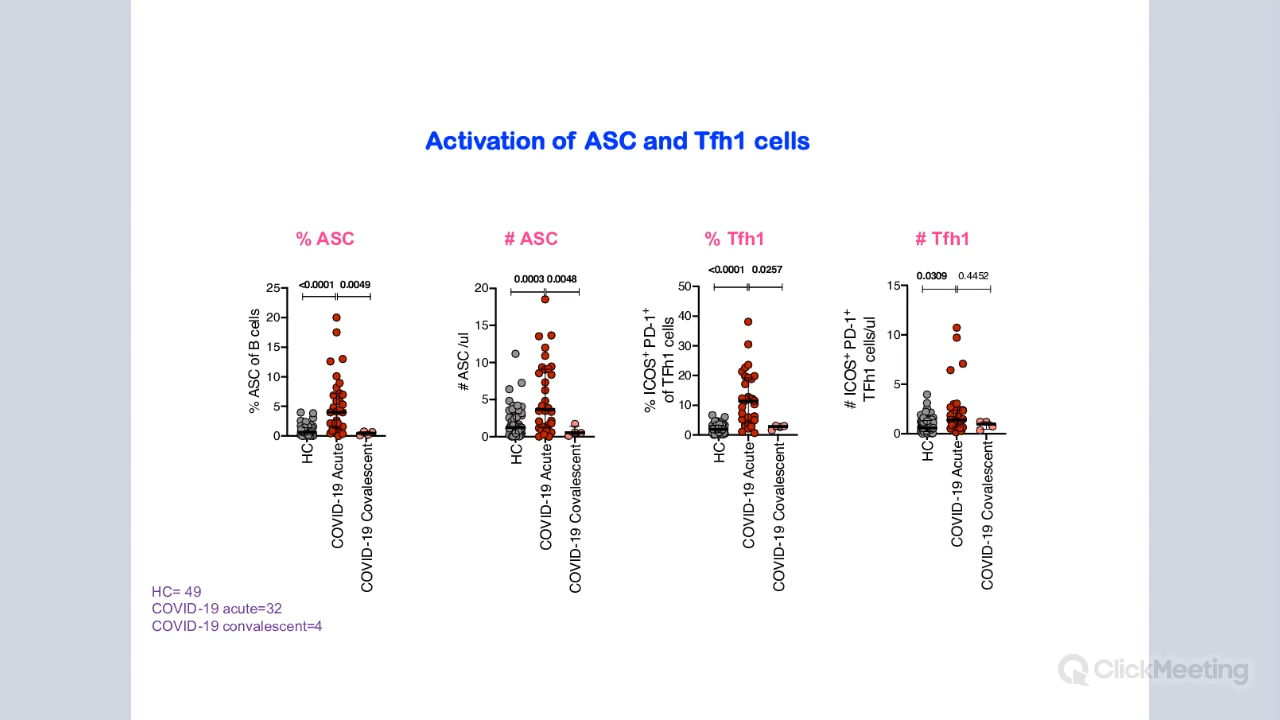 Activation of ASC and Tfh1 cells
% ASC
<0.0001 0.0049
25
20
15
10
5
0
% ASC of B cells
HC
COVID-19 Acute
COVID-19 Covalescent
# ASC
0.0003 0.0048
20
15
10
5
0
# ASC /ul
HC
COVID-19 Acute
COVID-19 Covalescent
% Tfh1
<0.0001 0.0257
50
40
30
20
10
0
% ICOS⁺ PD-1⁺
of TFh1 cells
HC
COVID-19 Acute
COVID-19 Covalescent
# Tfh1
0.0309 0.4452
15
10
5
0
# ICOS⁺ PD-1⁺
TFh1 cells/ul
HC
COVID-19 Acute
COVID-19 Covalescent
HC= 49
COVID-19 acute=32
COVID-19 convalescent=4
ClickMeeting